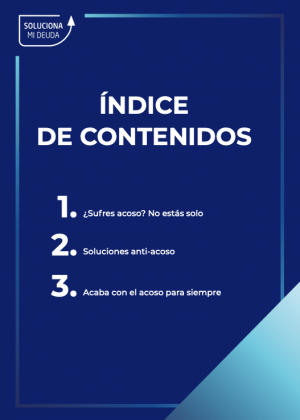 SOLUCIONA
MI DEUDA
ÍNDICE
DE CONTENIDOS
1. ¿Sufres acoso? No estás solo
2. Soluciones anti-acoso
3. Acaba con el acoso para siempre